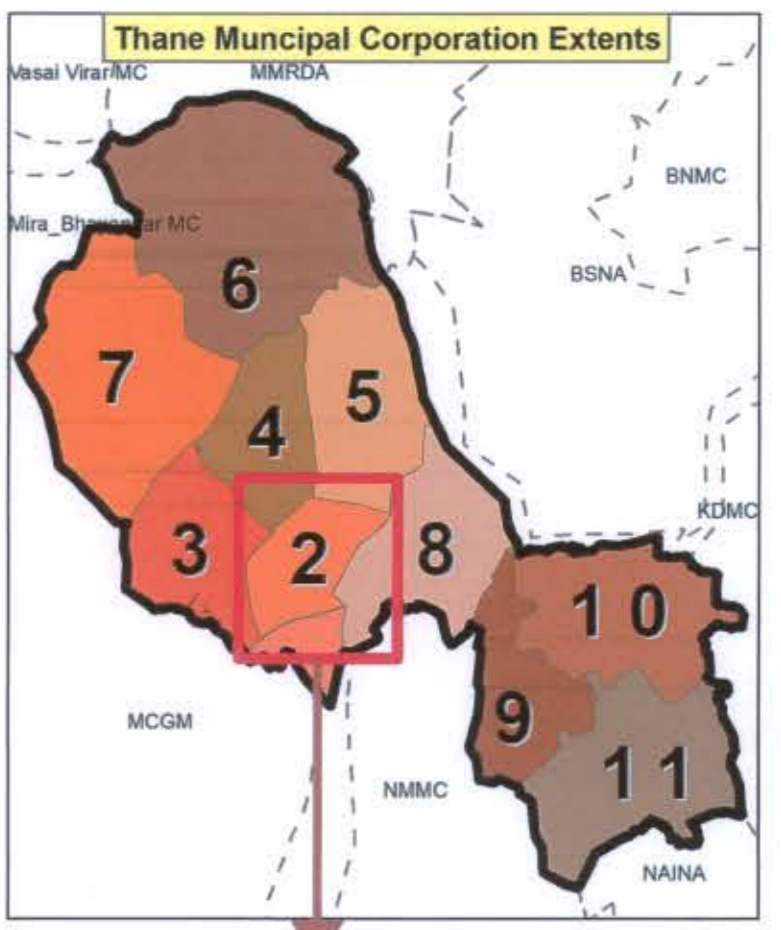 Thane Muncipal Corporation Extents
Vasai Virar MC
MMRDA
BNMC
Mira_Bhayandar MC
BSNA
6
7
5
4
KDMC
3
2
8
10
9
11
MCGM
NMMC
NAINA